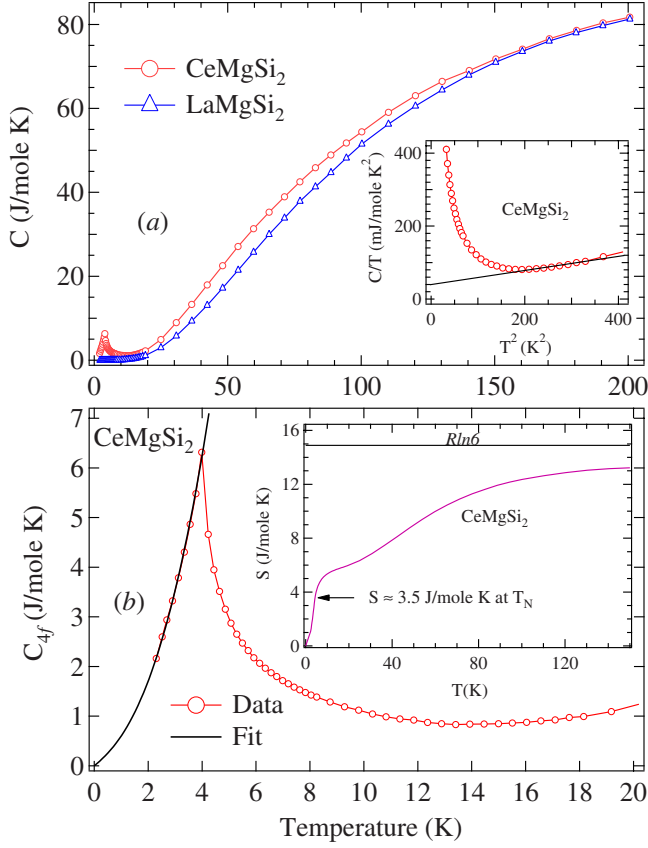 80
60
40
20
0
C (J/mole K)
CeMgSi2
LaMgSi2
(a)
400
200
0
C/T (mJ/mole K²)
CeMgSi2
0 200 400
T² (K²)
50 100 150 200
7
6
5
4
3
2
1
0
C4f (J/mole K)
CeMgSi2
(b)
Data
Fit
16
12
8
4
0
S (J/mole K)
Rln6
CeMgSi2
S ≈ 3.5 J/mole K at TN
0 40 80 120
T(K)
0 2 4 6 8 10 12 14 16 18 20
Temperature (K)